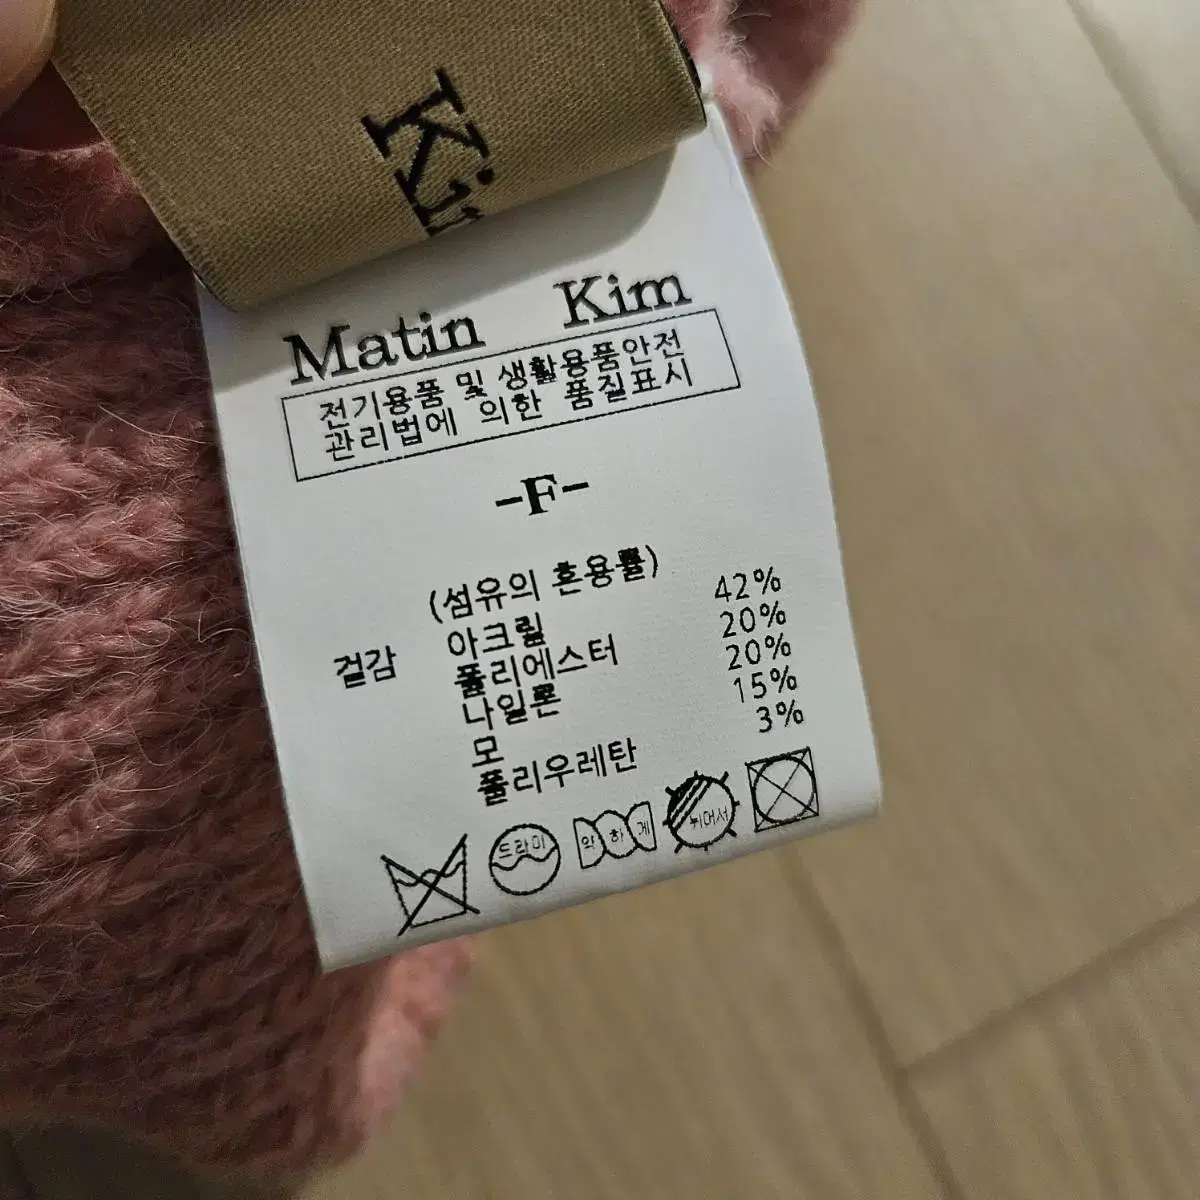 Kim
Matin Kim
전기용품 및 생활용품안전
관리법에 의한 품질표시
-F-
(섬유의 혼용률)
겉감 아크릴 42%
폴리에스터 20%
나일론 20%
모 15%
폴리우레탄 3%
드라이
약하게
뉘어서